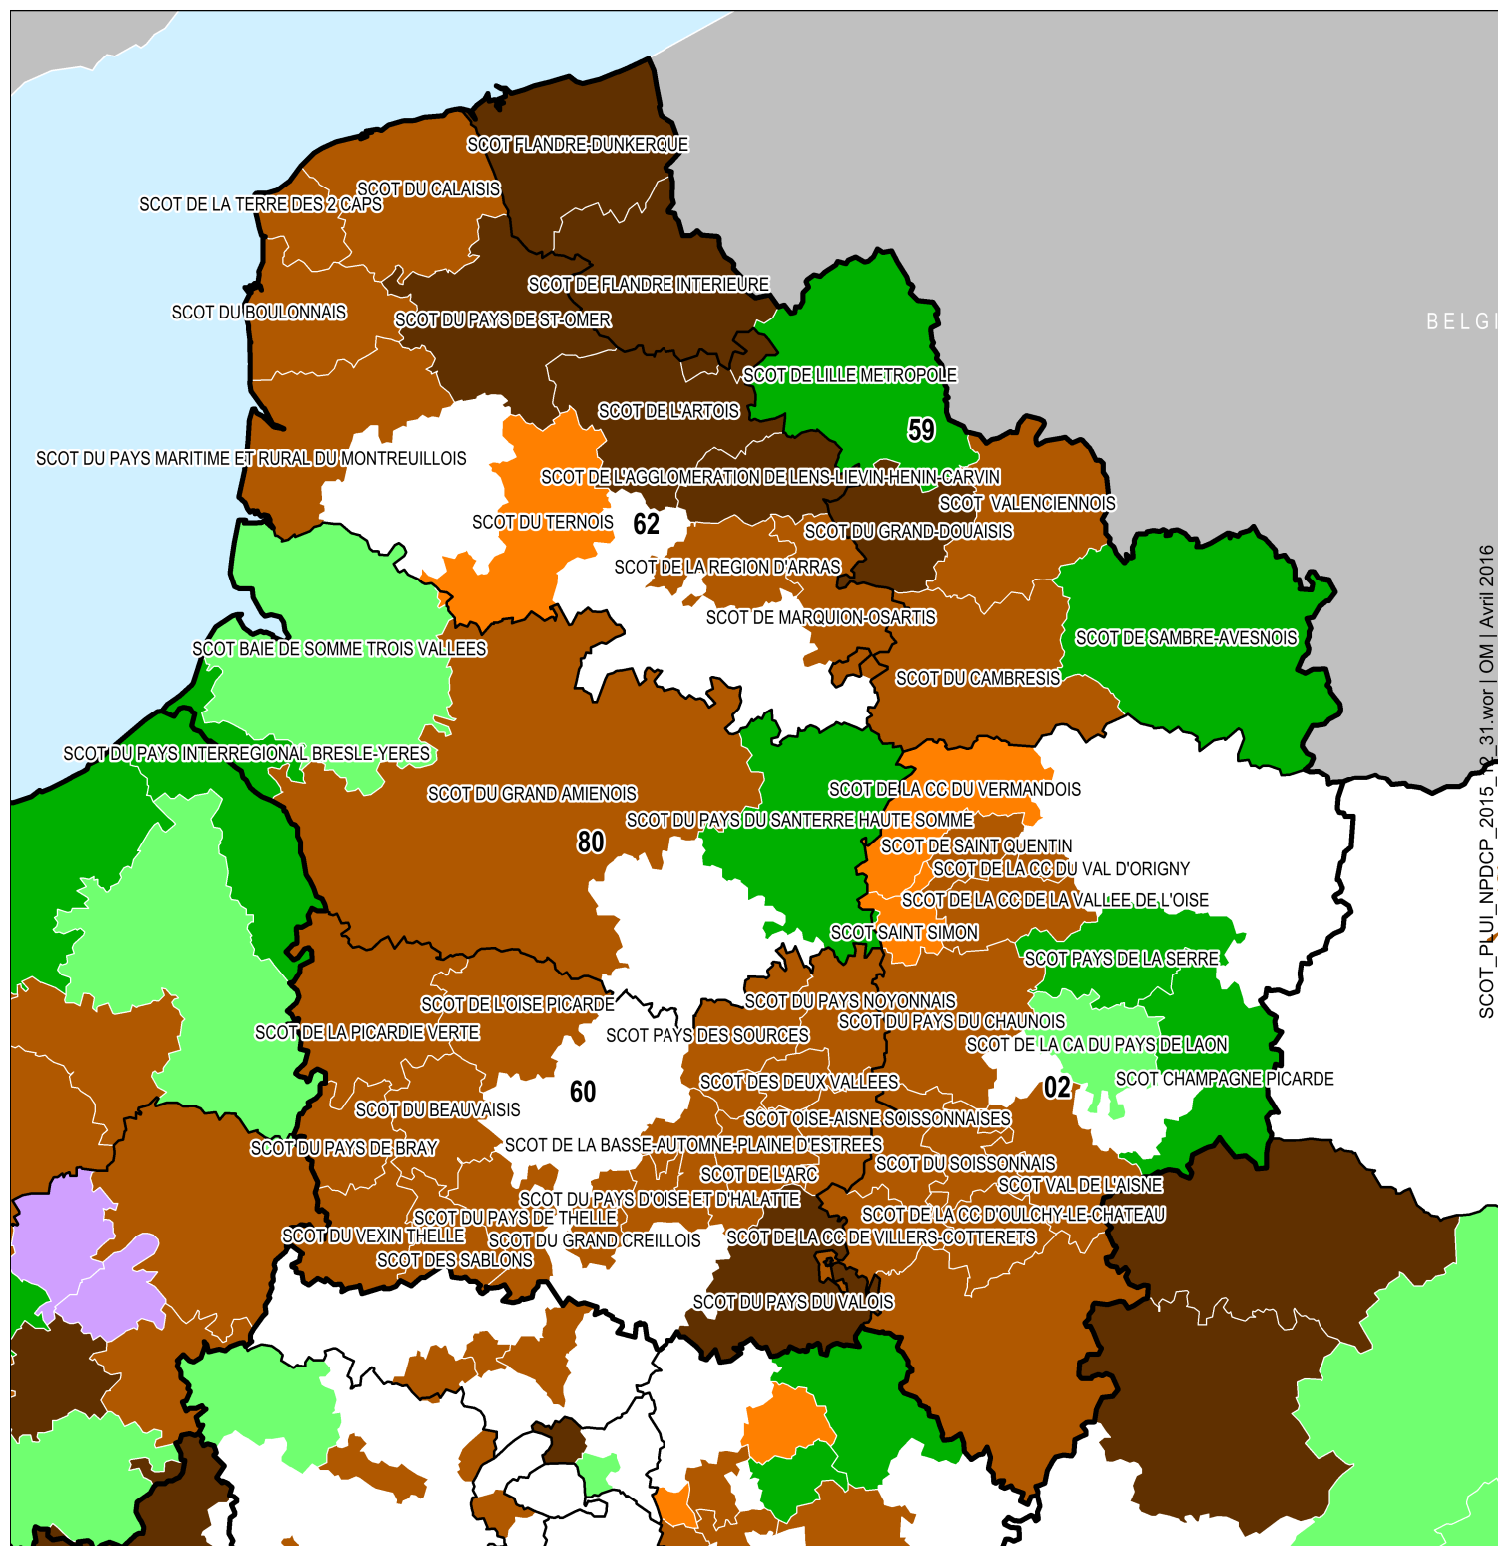 SCOT FLANDRE-DUNKERQUE
SCOT DU CALAISIS
SCOT DE LA TERRE DES 2 CAPS
SCOT DE FLANDRE INTERIEURE
SCOT DU BOULONNAIS
SCOT DU PAYS DE ST-OMER
BELGI
SCOT DE LILLE METROPOLE
SCOT DE L'ARTOIS
59
SCOT DU PAYS MARITIME ET RURAL DU MONTREUILLOIS
SCOT DE L'AGGLOMERATION DE LENS-LIEVIN-HENIN-CARVIN
SCOT VALENCIENNOIS
SCOT DU TERNOIS
62
SCOT DU GRAND-DOUAISIS
SCOT DE LA REGION D'ARRAS
SCOT DE MARQUION-OSARTIS
SCOT DE SAMBRE-AVESNOIS
SCOT BAIE DE SOMME TROIS VALLEES
SCOT DU CAMBRESIS
SCOT DU PAYS INTERREGIONAL BRESLE-YERES
SCOT DU GRAND AMIENOIS
SCOT DE LA CC DU VERMANDOIS
SCOT DU PAYS DU SANTERRE HAUTE SOMME
80
SCOT DE SAINT QUENTIN
SCOT DE LA CC DU VAL D'ORIGNY
SCOT DE LA CC DE LA VALLEE DE L'OISE
SCOT SAINT SIMON
SCOT PAYS DE LA SERRE
SCOT DE L'OISE PICARDE
SCOT DU PAYS NOYONNAIS
SCOT DU PAYS DU CHAUNOIS
SCOT DE LA PICARDIE VERTE
SCOT PAYS DES SOURCES
SCOT DE LA CA DU PAYS DE LAON
SCOT CHAMPAGNE PICARDE
SCOT DES DEUX VALLEES
02
60
SCOT DU BEAUVAISIS
SCOT OISE-AISNE SOISSONNAISES
SCOT DU PAYS DE BRAY
SCOT DE LA BASSE-AUTOMNE-PLAINE D'ESTREES
SCOT DU SOISSONNAIS
SCOT DE L'ARC
SCOT VAL DE L'AISNE
SCOT DU PAYS D'OISE ET D'HALATTE
SCOT DU PAYS DE THELLE
SCOT DE LA CC D'OULCHY-LE-CHATEAU
SCOT DU VEXIN THELLE
SCOT DU GRAND CREILLOIS
SCOT DE LA CC DE VILLERS-COTTERETS
SCOT DES SABLONS
SCOT DU PAYS DU VALOIS
SCOT_PLUI_NPDCP_2015_12_31.wor | OM | Avril 2016